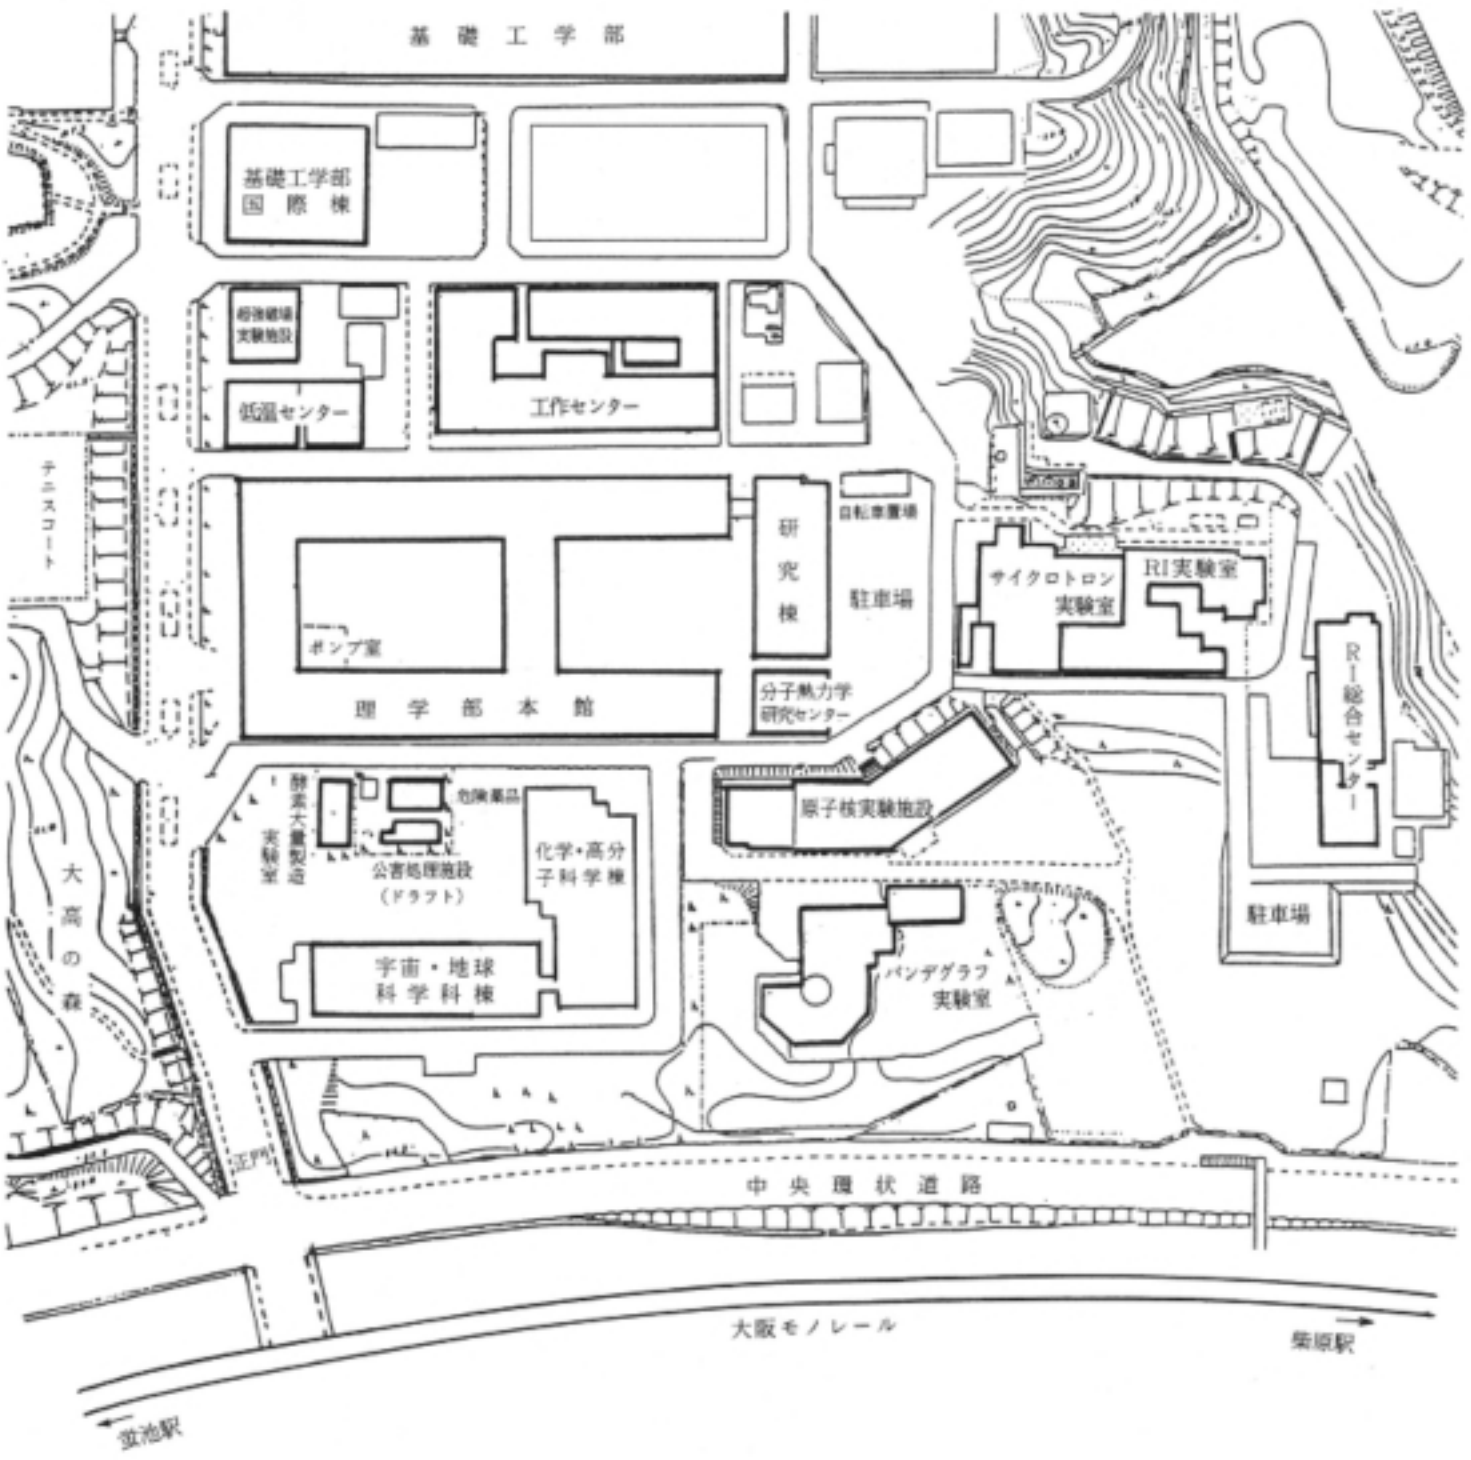 基礎工学部
基礎工学部
国際棟
超強磁場
実験施設
低温センター
工作センター
テニスコート
研究棟
自転車置場
駐車場
サイクロトロン
実験室
RI実験室
ポンプ室
理学部本館
分子熱力学
研究センター
RI総合センター
酵素大量製造
実験室
危険薬品
公害処理施設
(ドラフト)
化学・高分
子科学棟
原子核実験施設
大高の森
宇宙・地球
科学科棟
バンデグラフ
実験室
駐車場
正門
中央環状道路
大阪モノレール
柴原駅
蛍池駅